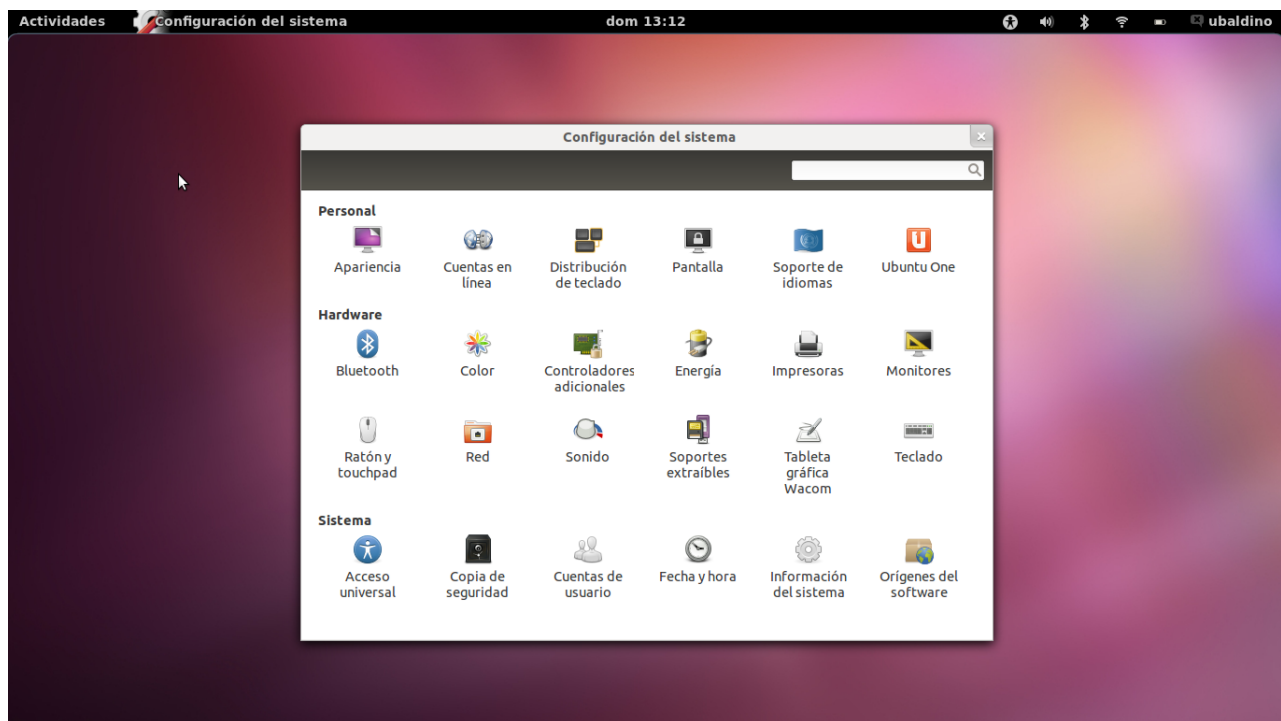 Actividades Configuración del sistema dom 13:12 ubaldino
Configuración del sistema
Personal
Apariencia Cuentas en Distribución Pantalla Soporte de Ubuntu One
línea de teclado idiomas
Hardware
Bluetooth Color Controladores Energía Impresoras Monitores
adicionales
Ratón y Red Sonido Soportes Tableta Teclado
touchpad extraíbles gráfica
Wacom
Sistema
Acceso Copia de Cuentas de Fecha y hora Información Orígenes del
universal seguridad usuario del sistema software